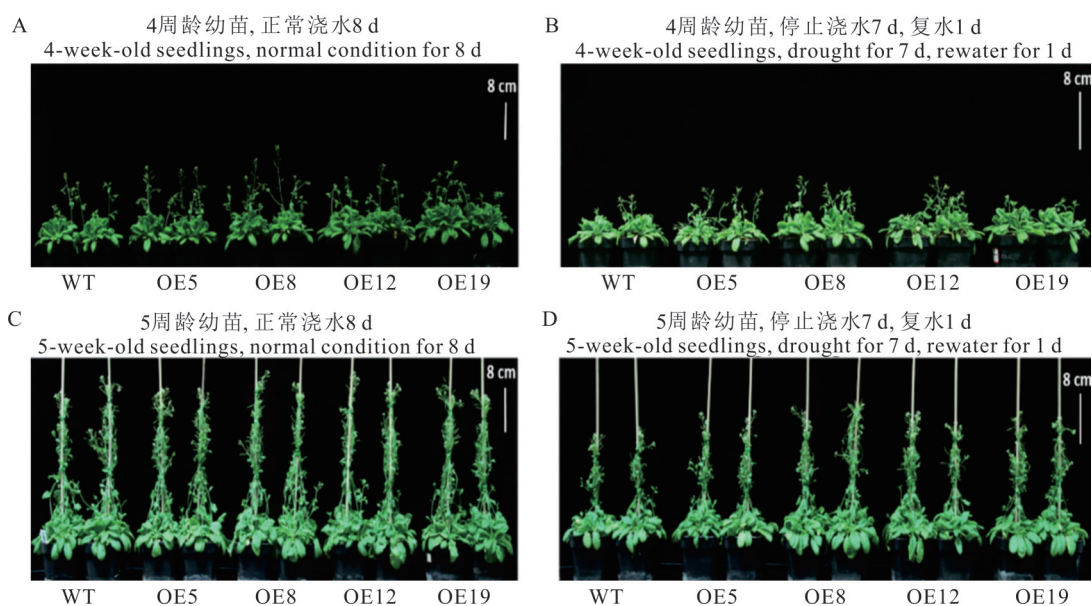 A
4周龄幼苗, 正常浇水8 d
4-week-old seedlings, normal condition for 8 d
8 cm
WT OE5 OE8 OE12 OE19
B
4周龄幼苗, 停止浇水7 d, 复水1 d
4-week-old seedlings, drought for 7 d, rewater for 1 d
8 cm
WT OE5 OE8 OE12 OE19
C
5周龄幼苗, 正常浇水8 d
5-week-old seedlings, normal condition for 8 d
8 cm
WT OE5 OE8 OE12 OE19
D
5周龄幼苗, 停止浇水7 d, 复水1 d
5-week-old seedlings, drought for 7 d, rewater for 1 d
8 cm
WT OE5 OE8 OE12 OE19